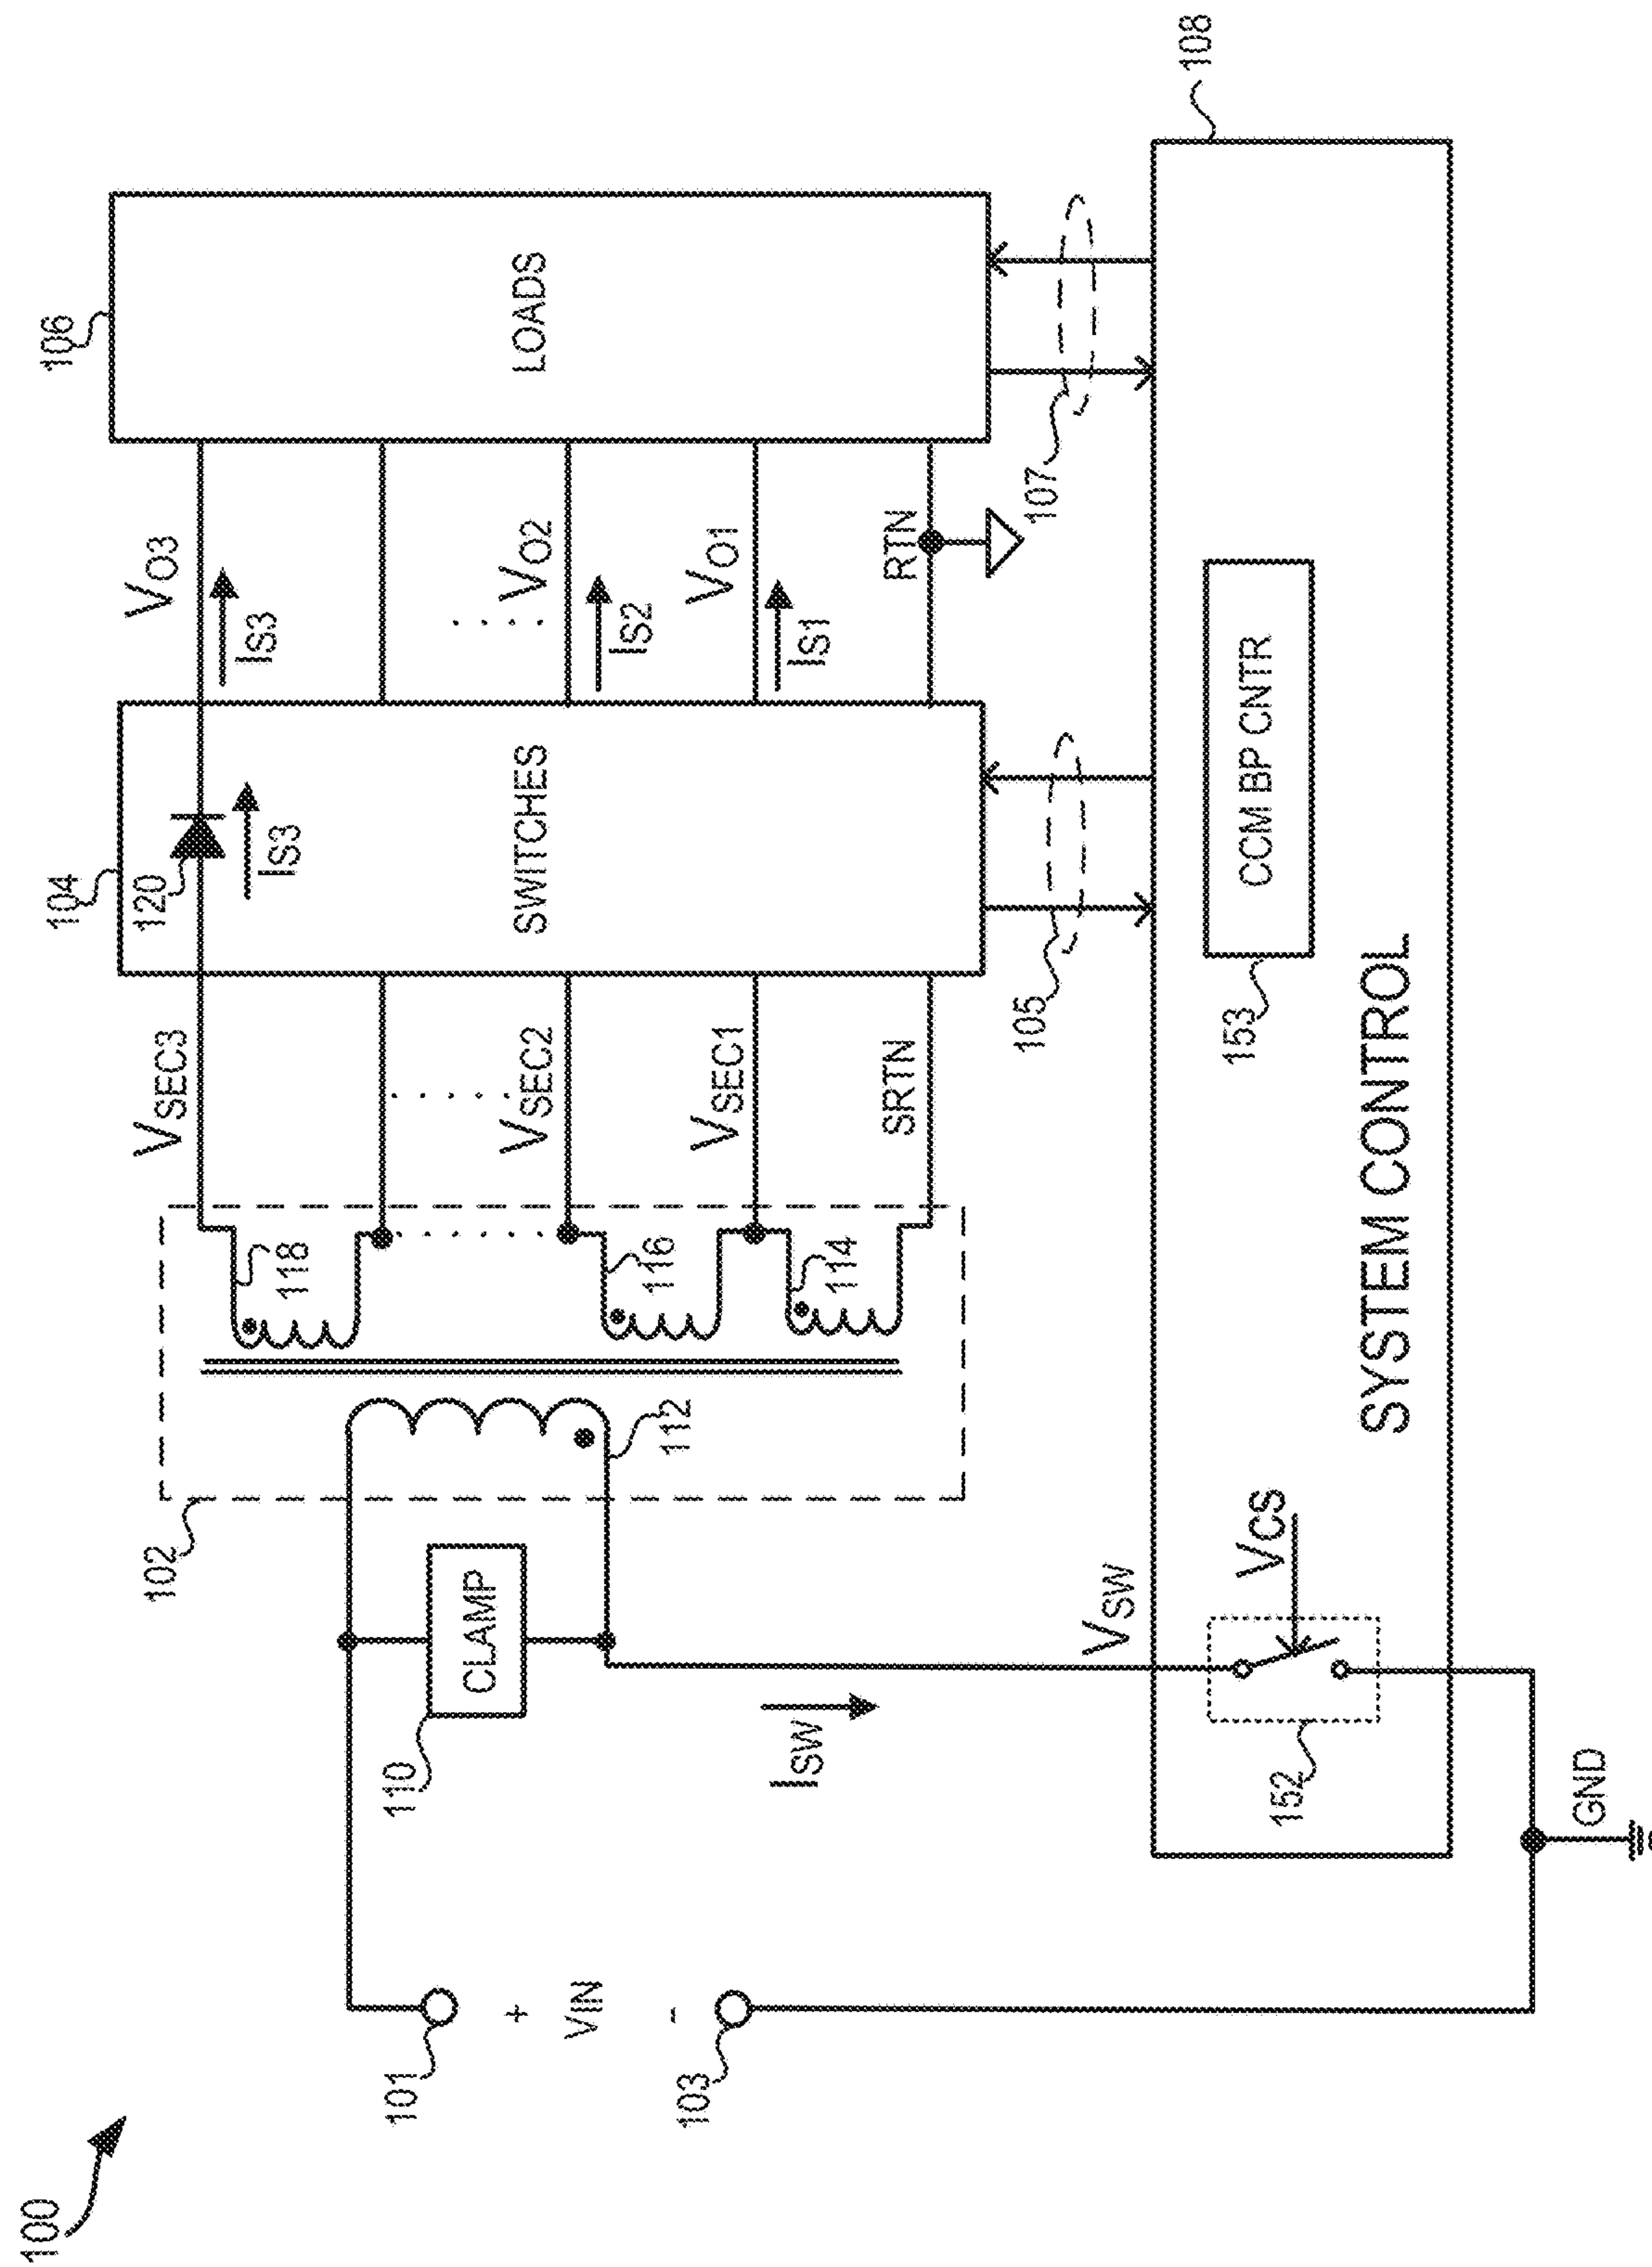 100
101
+
VIN
-
103
GND
110
CLAMP
ISW
VSW
152
VCS
102
112
118
116
114
VSEC3
VSEC2
VSEC1
SRTN
104
120
IS3
SWITCHES
105
VO3
IS3
VO2
IS2
VO1
IS1
RTN
106
LOADS
107
108
153
CCM BP CNTR
SYSTEM CONTROL